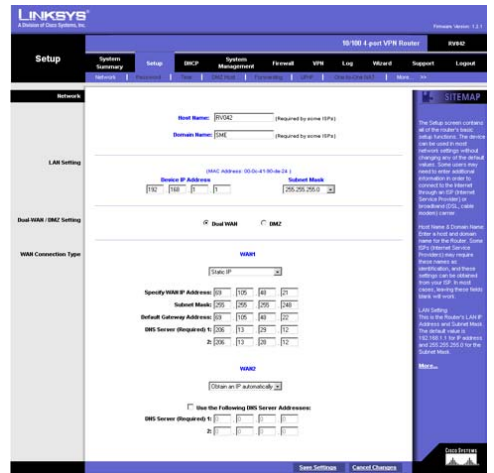 LINKSYS®
A Division of Cisco Systems, Inc.
Firmware Version: 1.2.1
10/100 4-port VPN Router
RV042
Setup
System Summary
Setup
DHCP
System Management
Firewall
VPN
Log
Wizard
Support
Logout
Network
Password
Time
DMZ Host
Forwarding
UPnP
One-to-One NAT
More... >>
Network
SITEMAP
Host Name: RV042 (Required by some ISPs)
Domain Name: SME (Required by some ISPs)
LAN Setting
(MAC Address: 00-0c-41-90-de-24 )
Device IP Address
Subnet Mask
192 168 1 1
255.255.255.0
Dual-WAN / DMZ Setting
Dual WAN
DMZ
WAN Connection Type
WAN1
Static IP
Specify WAN IP Address: 69 105 40 21
Subnet Mask: 255 255 255 248
Default Gateway Address: 69 105 40 22
DNS Server (Required) 1: 206 13 29 12
2: 206 13 28 12
WAN2
Obtain an IP automatically
Use the Following DNS Server Addresses:
DNS Server (Required) 1: 0 0 0 0
2: 0 0 0 0
The Setup screen contains
all of the router's basic
setup functions. The device
can be used in most
network settings without
changing any of the default
values. Some users may
need to enter additional
information in order to
connect to the Internet
through an ISP (Internet
Service Provider) or
broadband (DSL, cable
modem) carrier.
Host Name & Domain Name:
Enter a host and domain
name for the Router. Some
ISPs (Internet Service
Providers) may require
these names as
identification, and these
settings can be obtained
from your ISP. In most
cases, leaving these fields
blank will work.
LAN Setting
This is the Router's LAN IP
Address and Subnet Mask.
The default value is
192.168.1.1 for IP address
and 255.255.255.0 for the
Subnet Mask.
More...
Save Settings
Cancel Changes
CISCO SYSTEMS